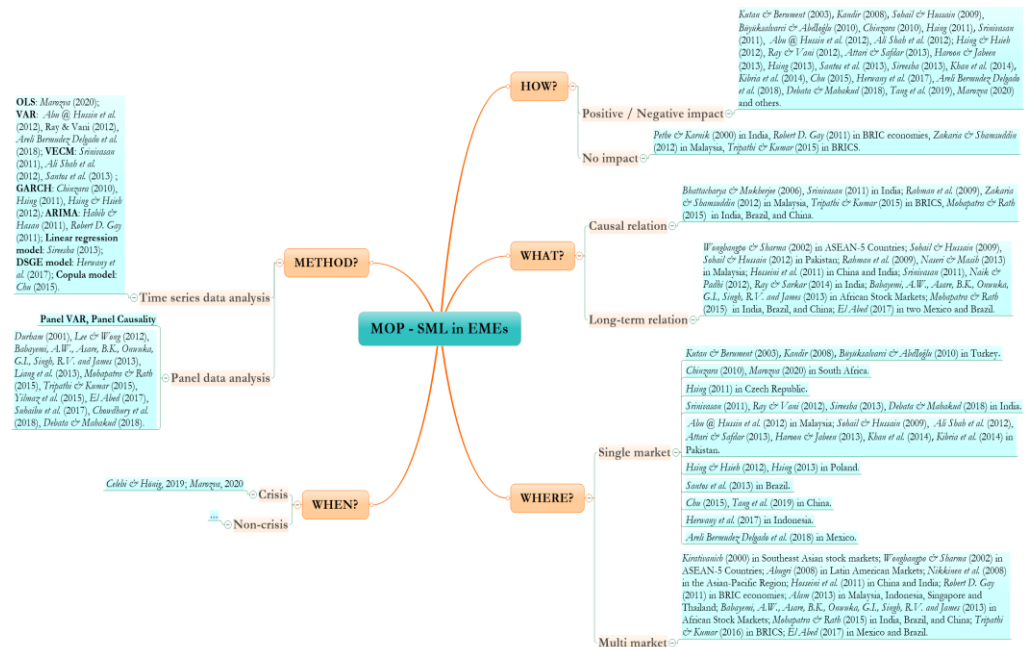 MOP - SML in EMEs
HOW?
Positive / Negative impact
Kutan & Berument (2003), Kandir (2008), Sohail & Hussain (2009),
Büyüksalvarci & Abdİoğlu (2010), Chinzara (2010), Hsing (2011), Srinivasan
(2011), Abu @ Hussin et al. (2012), Ali Shah et al. (2012); Hsing & Hsieh
(2012), Ray & Vani (2012), Attari & Safdar (2013), Haroon & Jabeen
(2013), Hsing (2013), Santos et al. (2013), Sireesha (2013), Khan et al. (2014),
Kibria et al. (2014), Chu (2015), Herwany et al. (2017), Areli Bermudez Delgado
et al. (2018), Debata & Mahakud (2018), Tang et al. (2019), Marozva (2020)
and others.
No impact
Pethe & Karnik (2000) in India, Robert D. Gay (2011) in BRIC economies, Zakaria & Shamsuddin
(2012) in Malaysia, Tripathi & Kumar (2015) in BRICS.
WHAT?
Causal relation
Bhattacharya & Mukherjee (2006), Srinivasan (2011) in India; Rahman et al. (2009), Zakaria
& Shamsuddin (2012) in Malaysia, Tripathi & Kumar (2015) in BRICS, Mohapatra & Rath
(2015) in India, Brazil, and China.
Long-term relation
Wongbangpo & Sharma (2002) in ASEAN-5 Countries; Sohail & Hussain (2009),
Sohail & Hussain (2012) in Pakistan; Rahman et al. (2009), Naseri & Masih (2013)
in Malaysia; Hosseini et al. (2011) in China and India; Srinivasan (2011), Naik &
Padhi (2012), Ray & Sarkar (2014) in India; Babayemi, A.W., Asare, B.K., Onwuka,
G.I., Singh, R.V. and James (2013) in African Stock Markets; Mohapatra & Rath
(2015) in India, Brazil, and China; El Abed (2017) in two Mexico and Brazil.
WHERE?
Single market
Kutan & Berument (2003), Kandir (2008), Büyüksalvarci & Abdİoğlu (2010) in Turkey.
Chinzara (2010), Marozva (2020) in South Africa.
Hsing (2011) in Czech Republic.
Srinivasan (2011), Ray & Vani (2012), Sireesha (2013), Debata & Mahakud (2018) in India.
Abu @ Hussin et al. (2012) in Malaysia; Sohail & Hussain (2009), Ali Shah et al. (2012),
Attari & Safdar (2013), Haroon & Jabeen (2013), Khan et al. (2014), Kibria et al. (2014) in
Pakistan.
Hsing & Hsieh (2012), Hsing (2013) in Poland.
Santos et al. (2013) in Brazil.
Chu (2015), Tang et al. (2019) in China.
Herwany et al. (2017) in Indonesia.
Areli Bermudez Delgado et al. (2018) in Mexico.
Multi market
Kirativanich (2000) in Southeast Asian stock markets; Wongbangpo & Sharma (2002) in
ASEAN-5 Countries; Abugri (2008) in Latin American Markets; Nikkinen et al. (2008)
in the Asian-Pacific Region; Hosseini et al. (2011) in China and India; Robert D. Gay
(2011) in BRIC economies; Alam (2013) in Malaysia, Indonesia, Singapore and
Thailand; Babayemi, A.W., Asare, B.K., Onwuka, G.I., Singh, R.V. and James (2013) in
African Stock Markets; Mohapatra & Rath (2015) in India, Brazil, and China; Tripathi
& Kumar (2016) in BRICS; El Abed (2017) in Mexico and Brazil.
METHOD?
Time series data analysis
OLS: Marozva (2020);
VAR: Abu @ Hussin et al.
(2012), Ray & Vani (2012),
Areli Bermudez Delgado et al.
(2018); VECM: Srinivasan
(2011), Ali Shah et al.
(2012), Santos et al. (2013) ;
GARCH: Chinzara (2010),
Hsing (2011), Hsing & Hsieh
(2012); ARIMA: Habib &
Hasan (2011), Robert D. Gay
(2011); Linear regression
model: Sireesha (2013);
DSGE model: Herwany et
al. (2017); Copula model:
Chu (2015).
Panel data analysis
Panel VAR, Panel Causality
Durham (2001), Lee & Wong (2012),
Babayemi, A.W., Asare, B.K., Onwuka,
G.I., Singh, R.V. and James (2013),
Liang et al. (2013), Mohapatra & Rath
(2015), Tripathi & Kumar (2015),
Yilmaz et al. (2015), El Abed (2017),
Suhaibu et al. (2017), Chowdhury et al.
(2018), Debata & Mahakud (2018).
WHEN?
Crisis
Celebi & Hönig, 2019; Marozva, 2020
Non-crisis
...